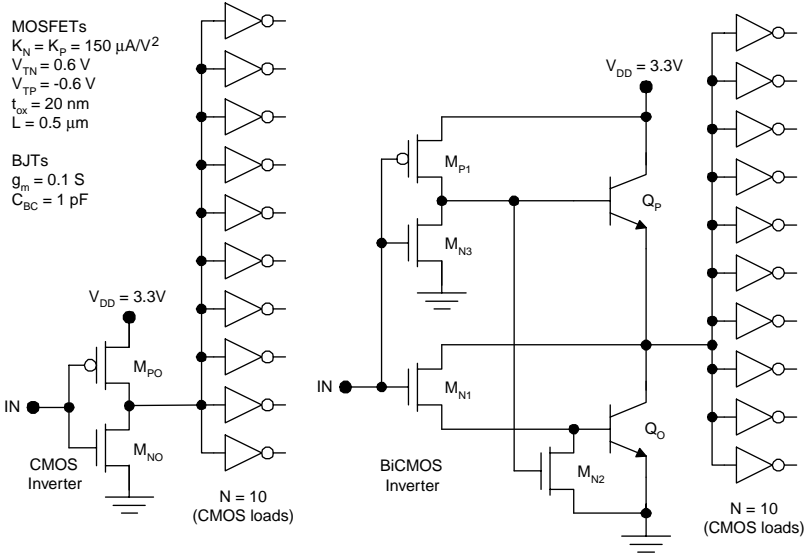 MOSFETs
K_N = K_P = 150 μA/V²
V_TN = 0.6 V
V_TP = -0.6 V
t_ox = 20 nm
L = 0.5 μm
BJTs
g_m = 0.1 S
C_BC = 1 pF
V_DD = 3.3V
M_PO
IN
M_NO
CMOS
Inverter
N = 10
(CMOS loads)
V_DD = 3.3V
M_P1
Q_P
M_N3
IN
M_N1
Q_O
M_N2
BiCMOS
Inverter
N = 10
(CMOS loads)